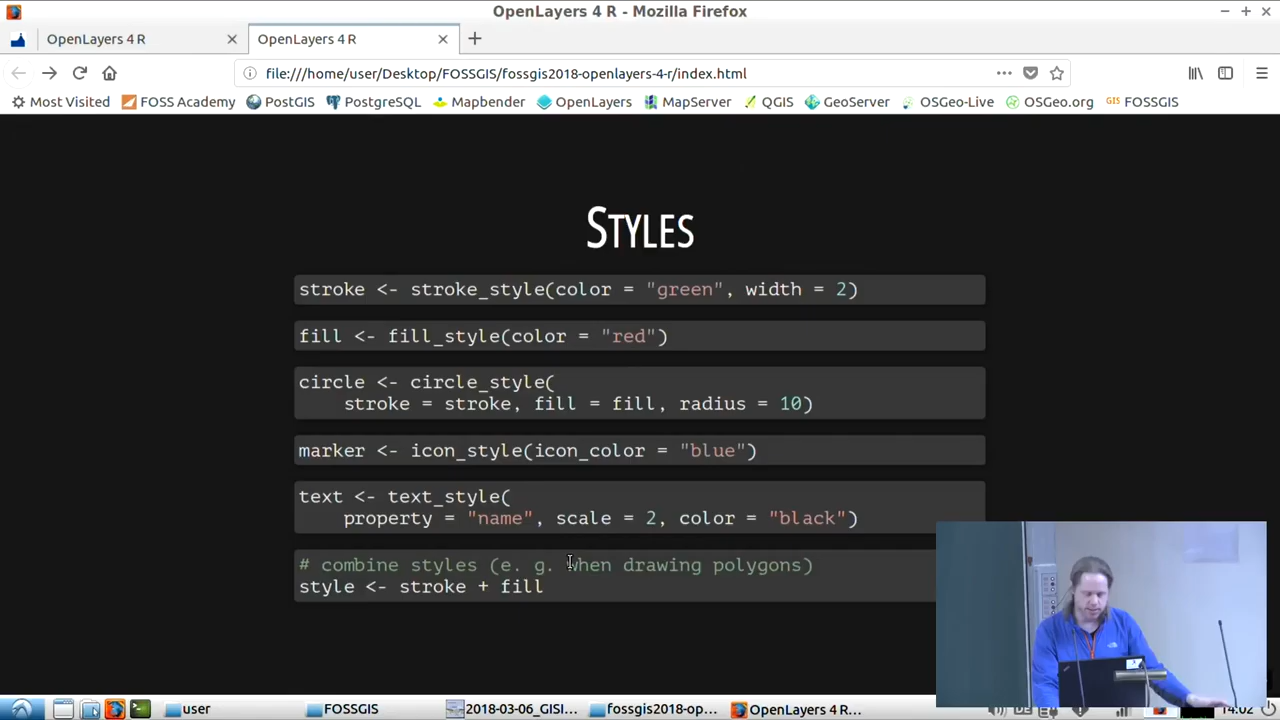 OpenLayers 4 R - Mozilla Firefox
OpenLayers 4 R
OpenLayers 4 R
file:///home/user/Desktop/FOSSGIS/fossgis2018-openlayers-4-r/index.html
Most Visited FOSS Academy PostGIS PostgreSQL Mapbender OpenLayers MapServer QGIS GeoServer OSGeo-Live OSGeo.org GIS FOSSGIS
STYLES
stroke <- stroke_style(color = "green", width = 2)
fill <- fill_style(color = "red")
circle <- circle_style(
stroke = stroke, fill = fill, radius = 10)
marker <- icon_style(icon_color = "blue")
text <- text_style(
property = "name", scale = 2, color = "black")
# combine styles (e. g. when drawing polygons)
style <- stroke + fill
user FOSSGIS 2018-03-06_GISI... fossgis2018-op... OpenLayers 4 R... DE 14:02